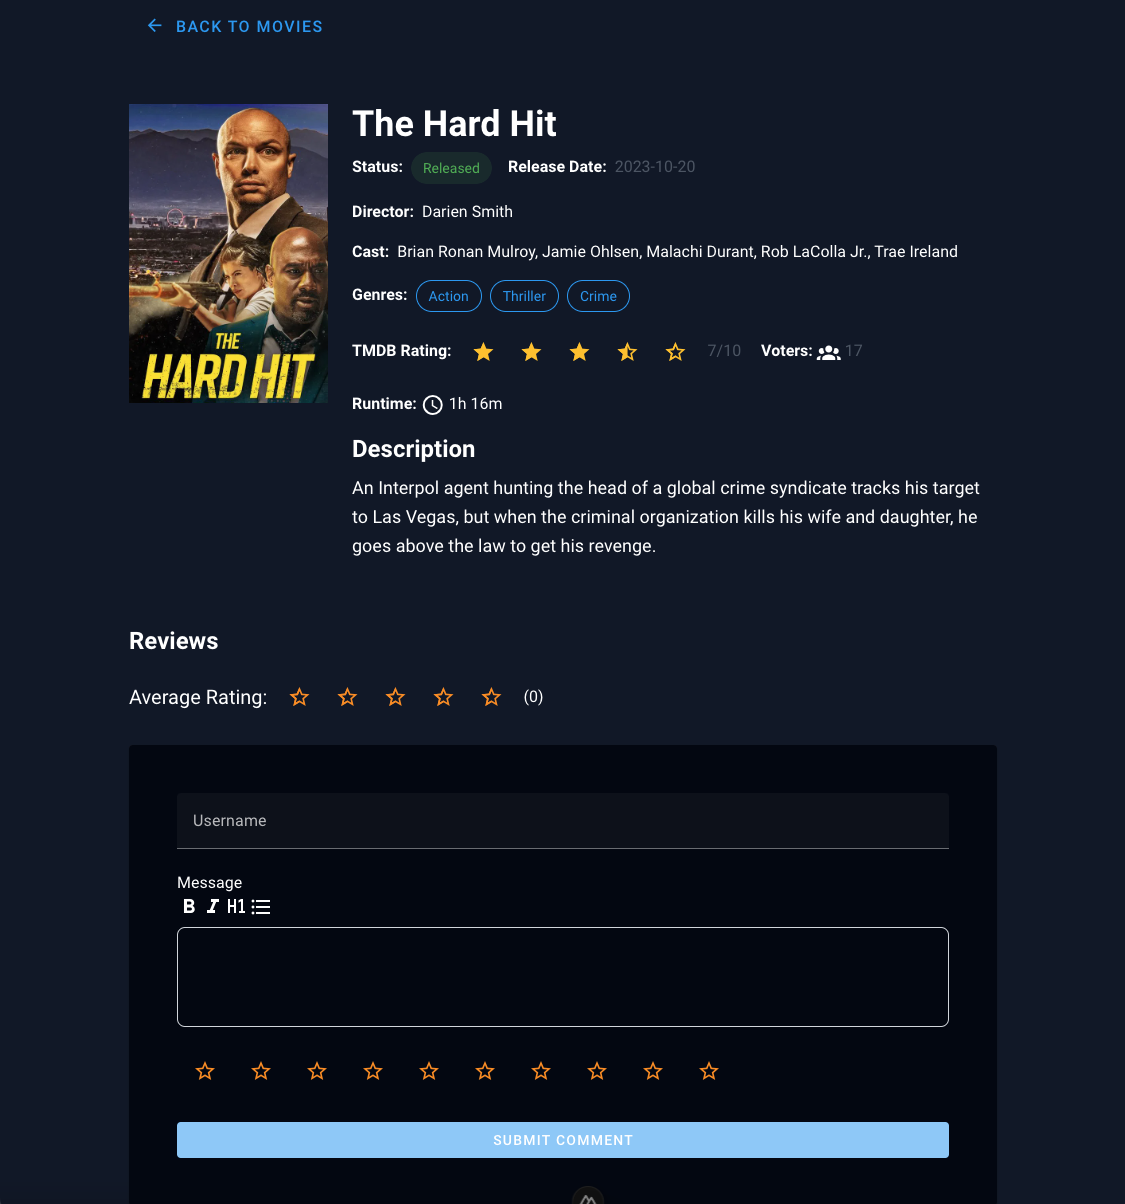 BACK TO MOVIES
The Hard Hit
Status: Released Release Date: 2023-10-20
Director: Darien Smith
Cast: Brian Ronan Mulroy, Jamie Ohlsen, Malachi Durant, Rob LaColla Jr., Trae Ireland
Genres: Action Thriller Crime
TMDB Rating: 7/10 Voters: 17
THE
HARD HIT
Runtime: 1h 16m
Description
An Interpol agent hunting the head of a global crime syndicate tracks his target
to Las Vegas, but when the criminal organization kills his wife and daughter, he
goes above the law to get his revenge.
Reviews
Average Rating: (0)
Username
Message
B I H1
SUBMIT COMMENT